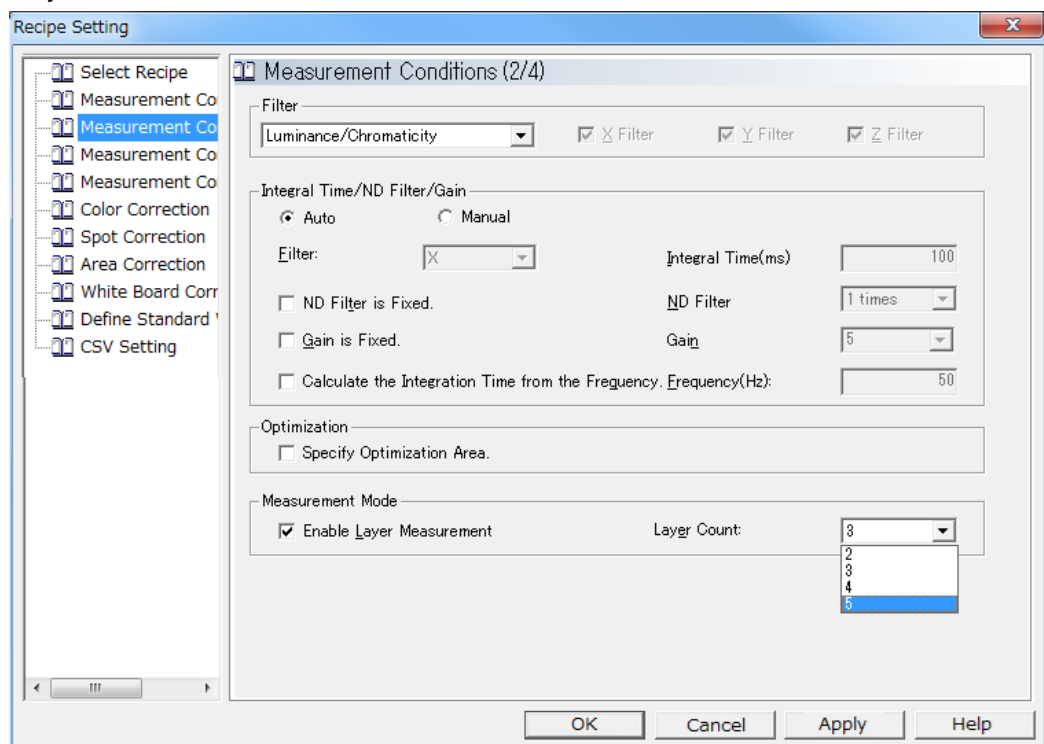 Recipe Setting
Select Recipe
Measurement Co
Measurement Co
Measurement Co
Measurement Co
Color Correction
Spot Correction
Area Correction
White Board Corr
Define Standard
CSV Setting
Measurement Conditions (2/4)
Filter
Luminance/Chromaticity X Filter Y Filter Z Filter
Integral Time/ND Filter/Gain
Auto Manual
Filter: X Integral Time(ms) 100
ND Filter is Fixed. ND Filter 1 times
Gain is Fixed. Gain 5
Calculate the Integration Time from the Frequency. Frequency(Hz): 50
Optimization
Specify Optimization Area.
Measurement Mode
Enable Layer Measurement Layer Count: 3
2
3
4
5
OK Cancel Apply Help